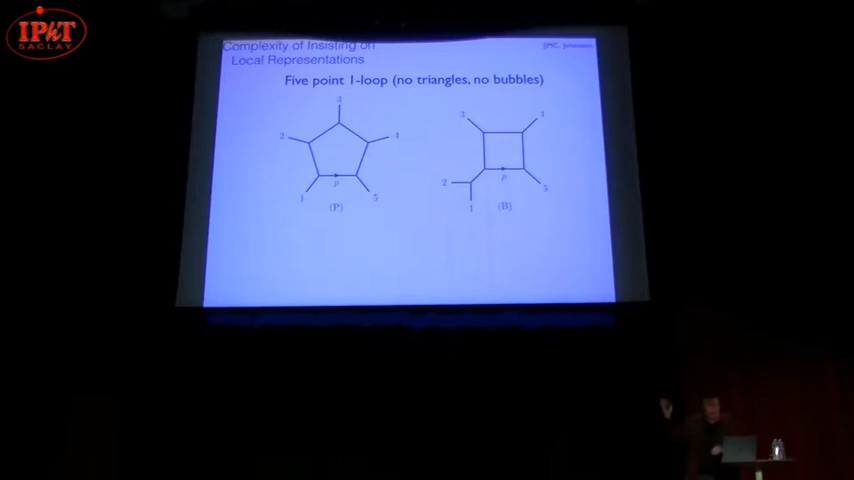 IPhT
SACLAY
Complexity of Insisting on
Local Representations
JJMC, Johansson
Five point 1-loop (no triangles, no bubbles)
3
2
4
p
1
5
(P)
3
4
p
2
5
1
(B)